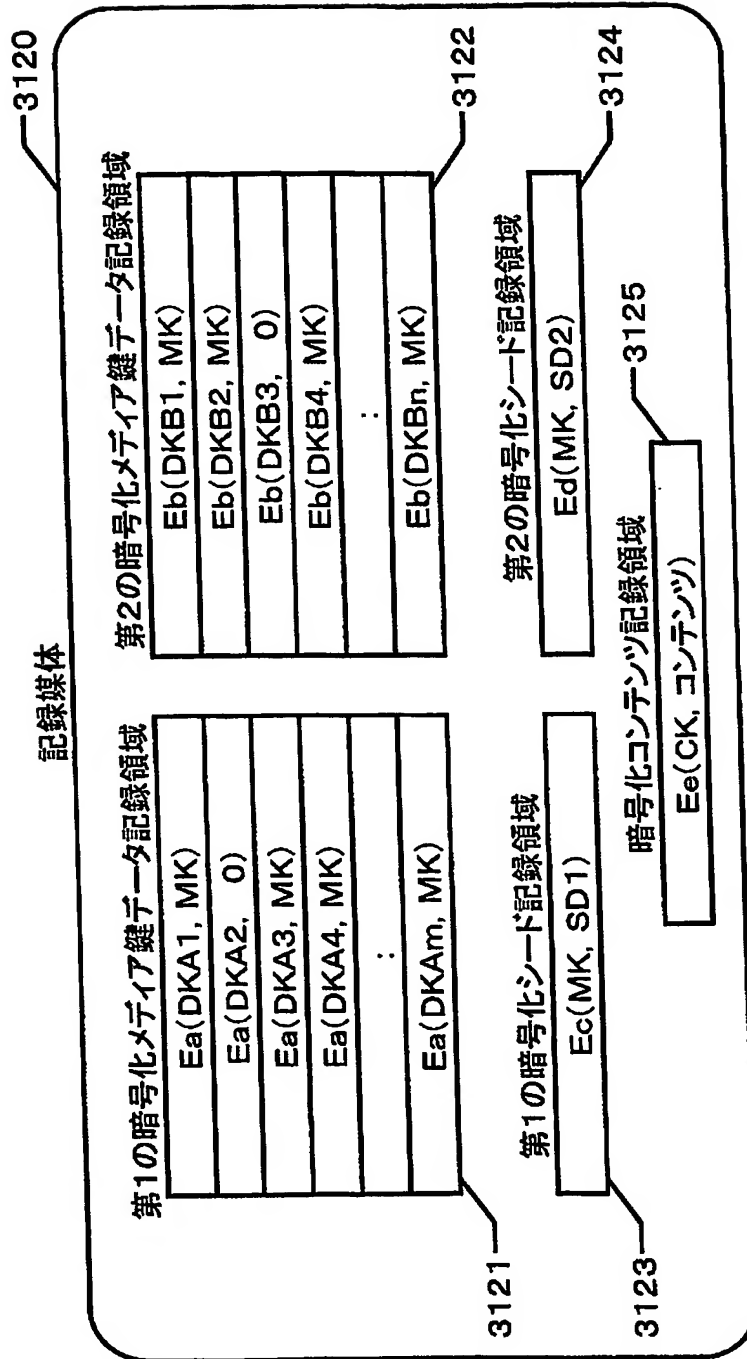 記録媒体
3120
第1の暗号化メディア鍵データ記録領域
Ea(DKA1, MK)
Ea(DKA2, 0)
Ea(DKA3, MK)
Ea(DKA4, MK)
:
Ea(DKAm, MK)
3121
第2の暗号化メディア鍵データ記録領域
Eb(DKB1, MK)
Eb(DKB2, MK)
Eb(DKB3, 0)
Eb(DKB4, MK)
:
Eb(DKBn, MK)
3122
第1の暗号化シード記録領域
Ec(MK, SD1)
3123
第2の暗号化シード記録領域
Ed(MK, SD2)
3124
暗号化コンテンツ記録領域
Ee(CK, コンテンツ)
3125